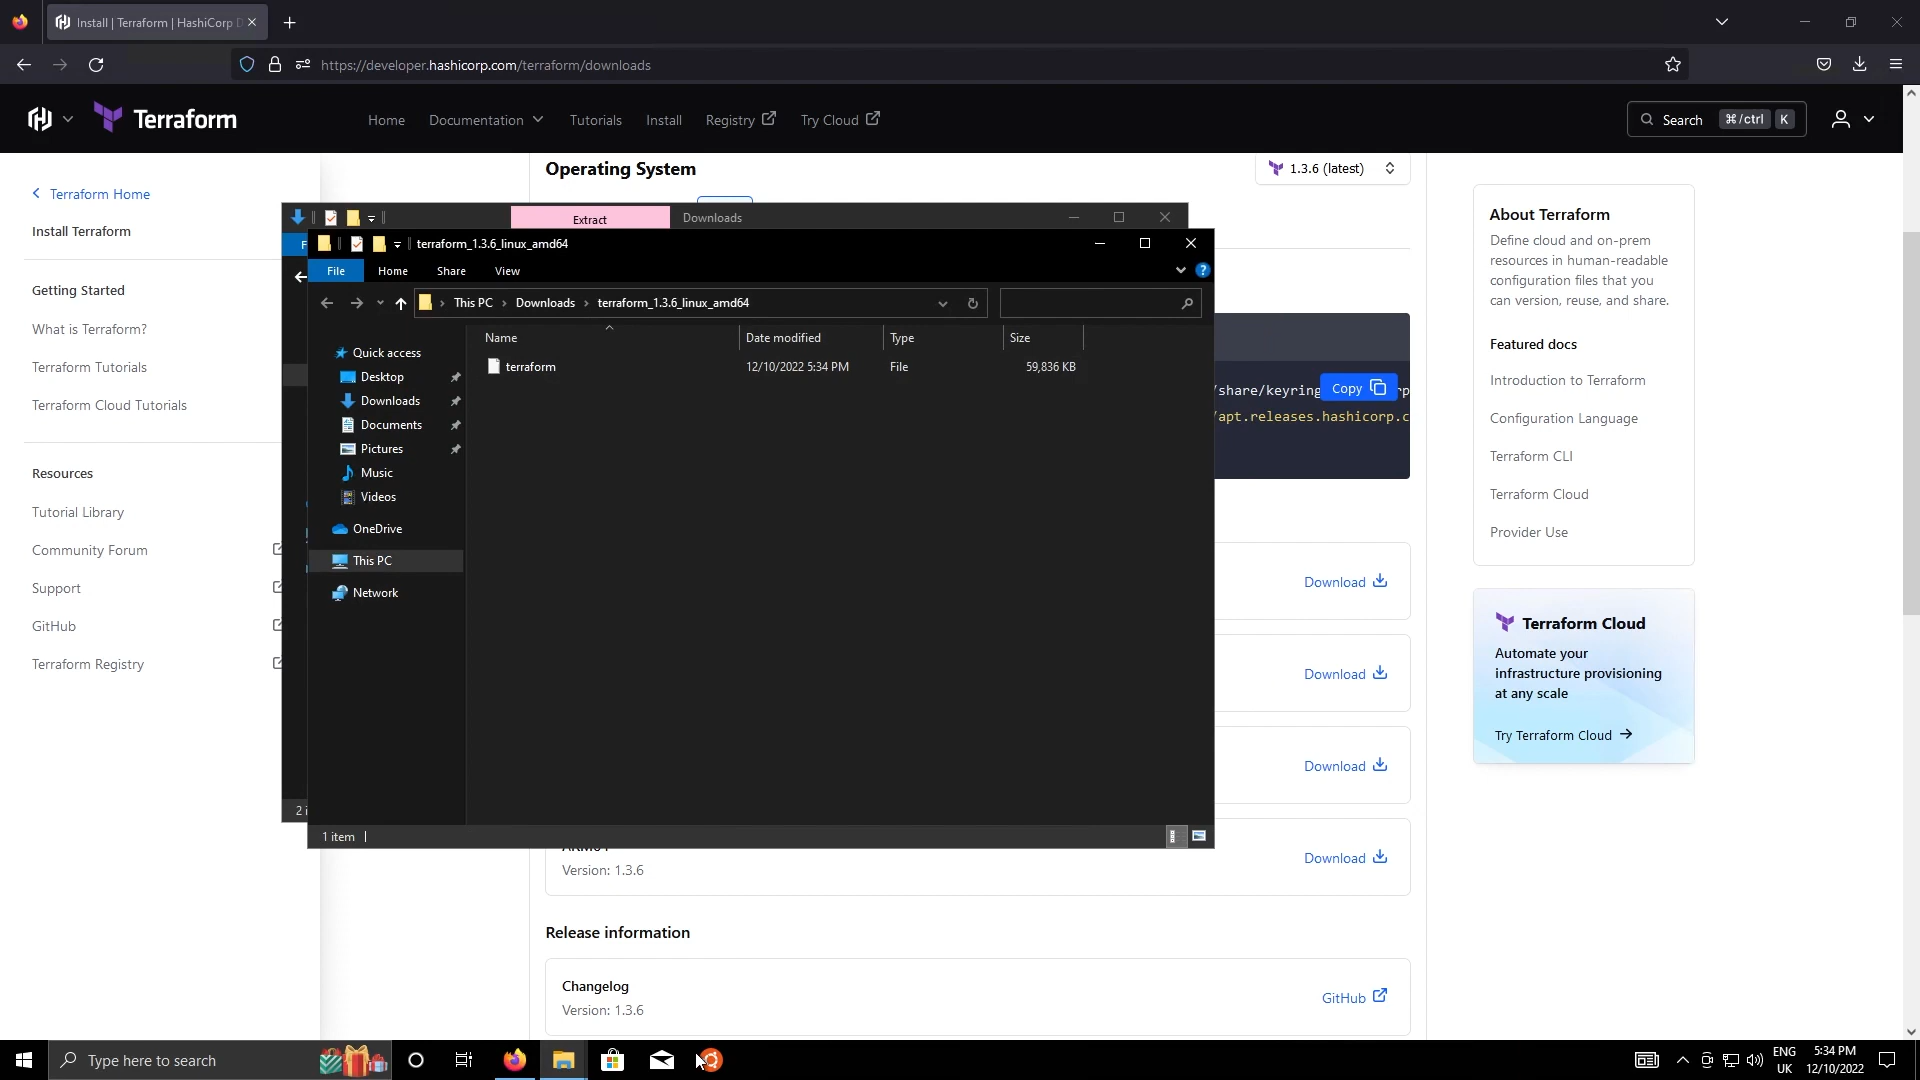 Install | Terraform | HashiCorp D
https://developer.hashicorp.com/terraform/downloads
Terraform
Home
Documentation
Tutorials
Install
Registry
Try Cloud
Search
⌘/ctrl
K
Terraform Home
Install Terraform
Getting Started
What is Terraform?
Terraform Tutorials
Terraform Cloud Tutorials
Resources
Tutorial Library
Community Forum
Support
GitHub
Terraform Registry
Operating System
1.3.6 (latest)
Extract
Downloads
F
terraform_1.3.6_linux_amd64
File
Home
Share
View
This PC
Downloads
terraform_1.3.6_linux_amd64
Name
Date modified
Type
Size
terraform
12/10/2022 5:34 PM
File
59,836 KB
Quick access
Desktop
Downloads
Documents
Pictures
Music
Videos
OneDrive
This PC
Network
2 i
1 item
/share/keyring
Copy
rp
/apt.releases.hashicorp.c
Download
Download
Download
Download
Version: 1.3.6
Release information
Changelog
Version: 1.3.6
GitHub
About Terraform
Define cloud and on-prem
resources in human-readable
configuration files that you
can version, reuse, and share.
Featured docs
Introduction to Terraform
Configuration Language
Terraform CLI
Terraform Cloud
Provider Use
Terraform Cloud
Automate your
infrastructure provisioning
at any scale
Try Terraform Cloud
Type here to search
ENG
UK
5:34 PM
12/10/2022